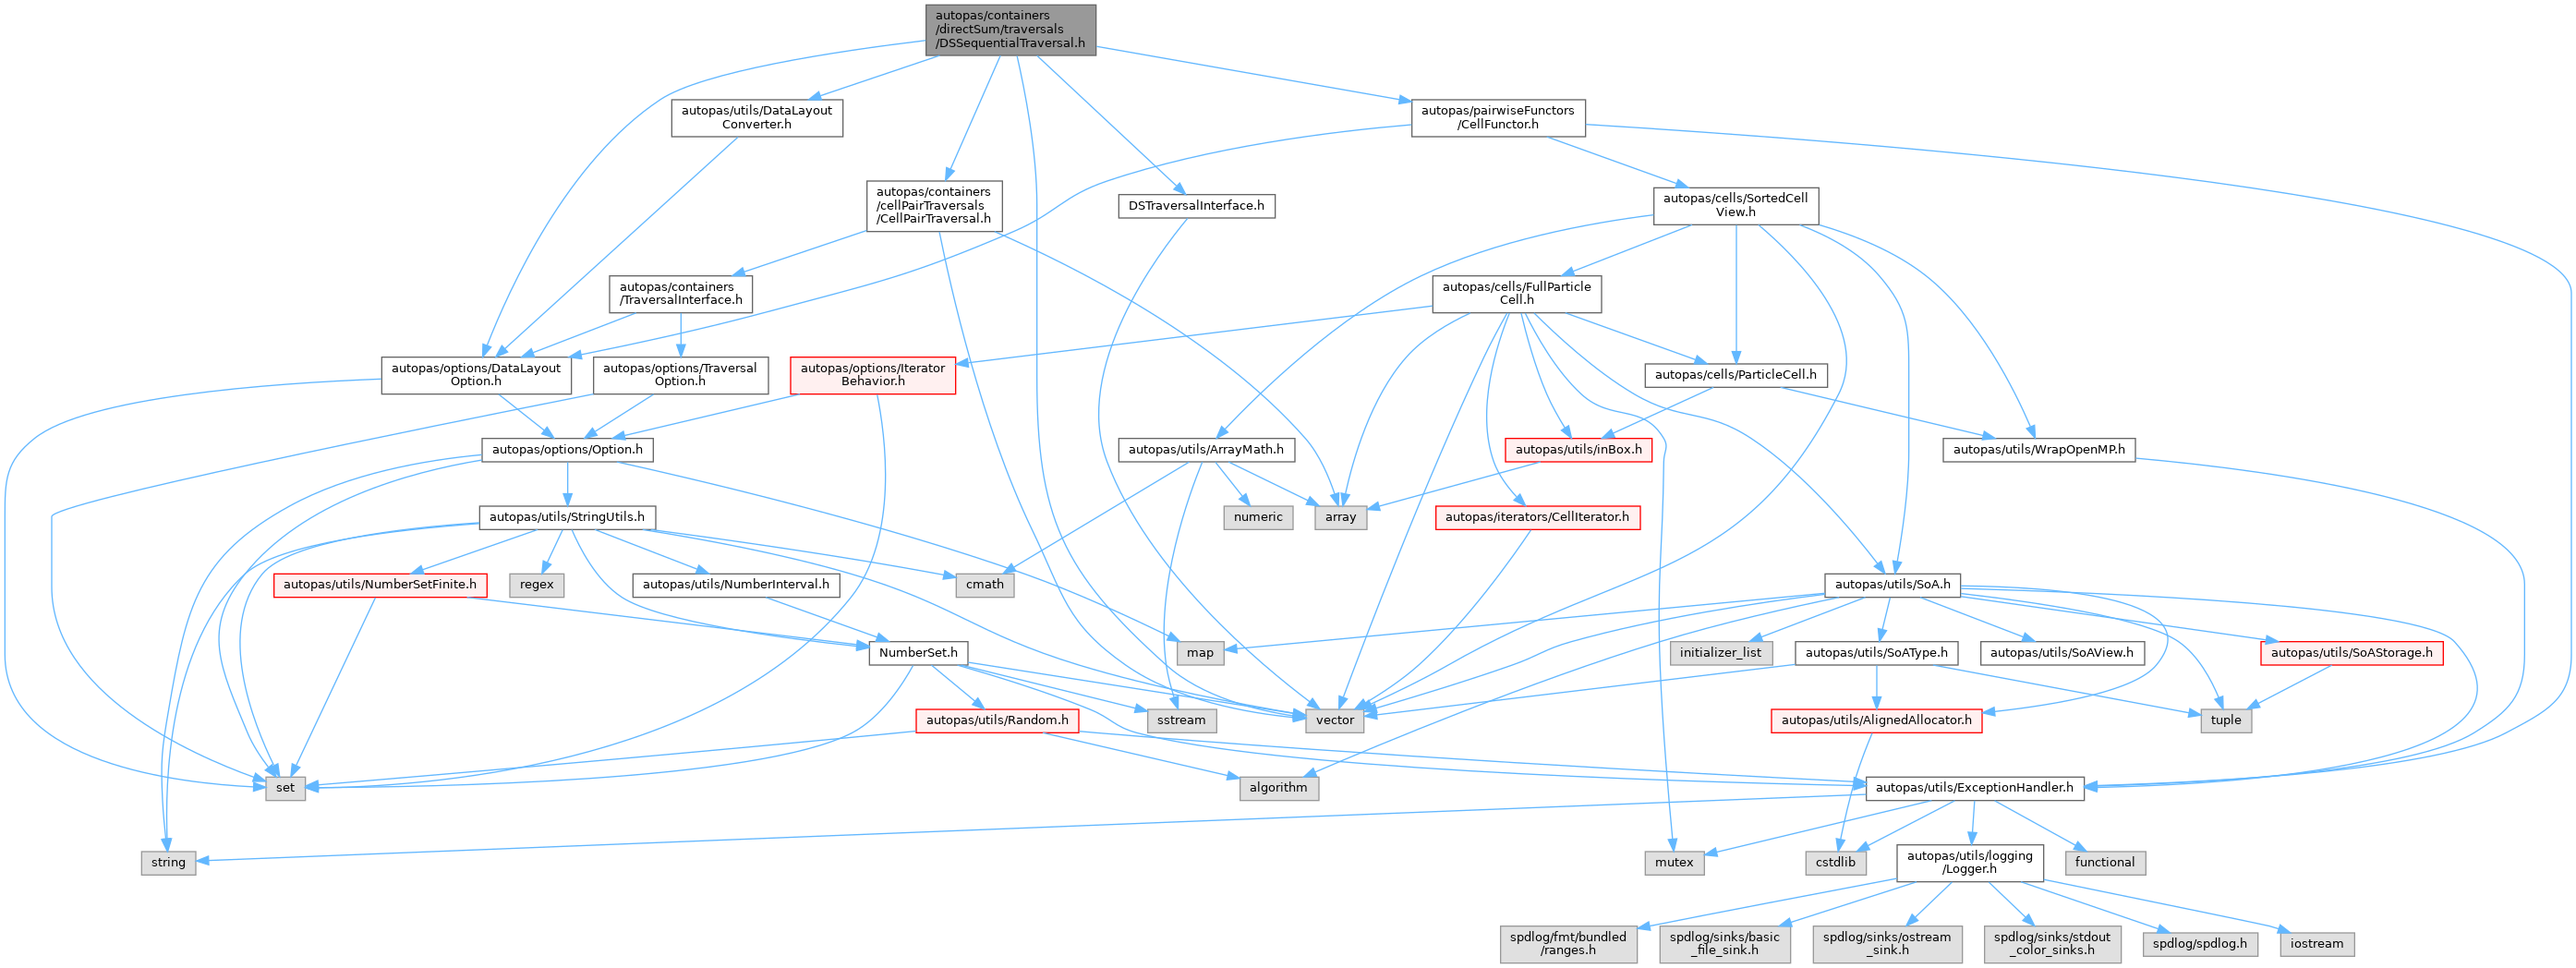 autopas/containers
/directSum/traversals
/DSSequentialTraversal.h
autopas/utils/DataLayout
Converter.h
autopas/pairwiseFunctors
/CellFunctor.h
autopas/containers
/cellPairTraversals
/CellPairTraversal.h
DSTraversalInterface.h
autopas/cells/SortedCell
View.h
autopas/containers
/TraversalInterface.h
autopas/cells/FullParticle
Cell.h
autopas/options/DataLayout
Option.h
autopas/options/Traversal
Option.h
autopas/options/Iterator
Behavior.h
autopas/cells/ParticleCell.h
autopas/options/Option.h
autopas/utils/ArrayMath.h
autopas/utils/inBox.h
autopas/utils/WrapOpenMP.h
autopas/utils/StringUtils.h
numeric
array
autopas/iterators/CellIterator.h
autopas/utils/NumberSetFinite.h
regex
autopas/utils/NumberInterval.h
cmath
autopas/utils/SoA.h
NumberSet.h
map
initializer_list
autopas/utils/SoAType.h
autopas/utils/SoAView.h
autopas/utils/SoAStorage.h
autopas/utils/Random.h
sstream
vector
autopas/utils/AlignedAllocator.h
tuple
set
algorithm
autopas/utils/ExceptionHandler.h
string
mutex
cstdlib
autopas/utils/logging
/Logger.h
functional
spdlog/fmt/bundled
/ranges.h
spdlog/sinks/basic
_file_sink.h
spdlog/sinks/ostream
_sink.h
spdlog/sinks/stdout
_color_sinks.h
spdlog/spdlog.h
iostream